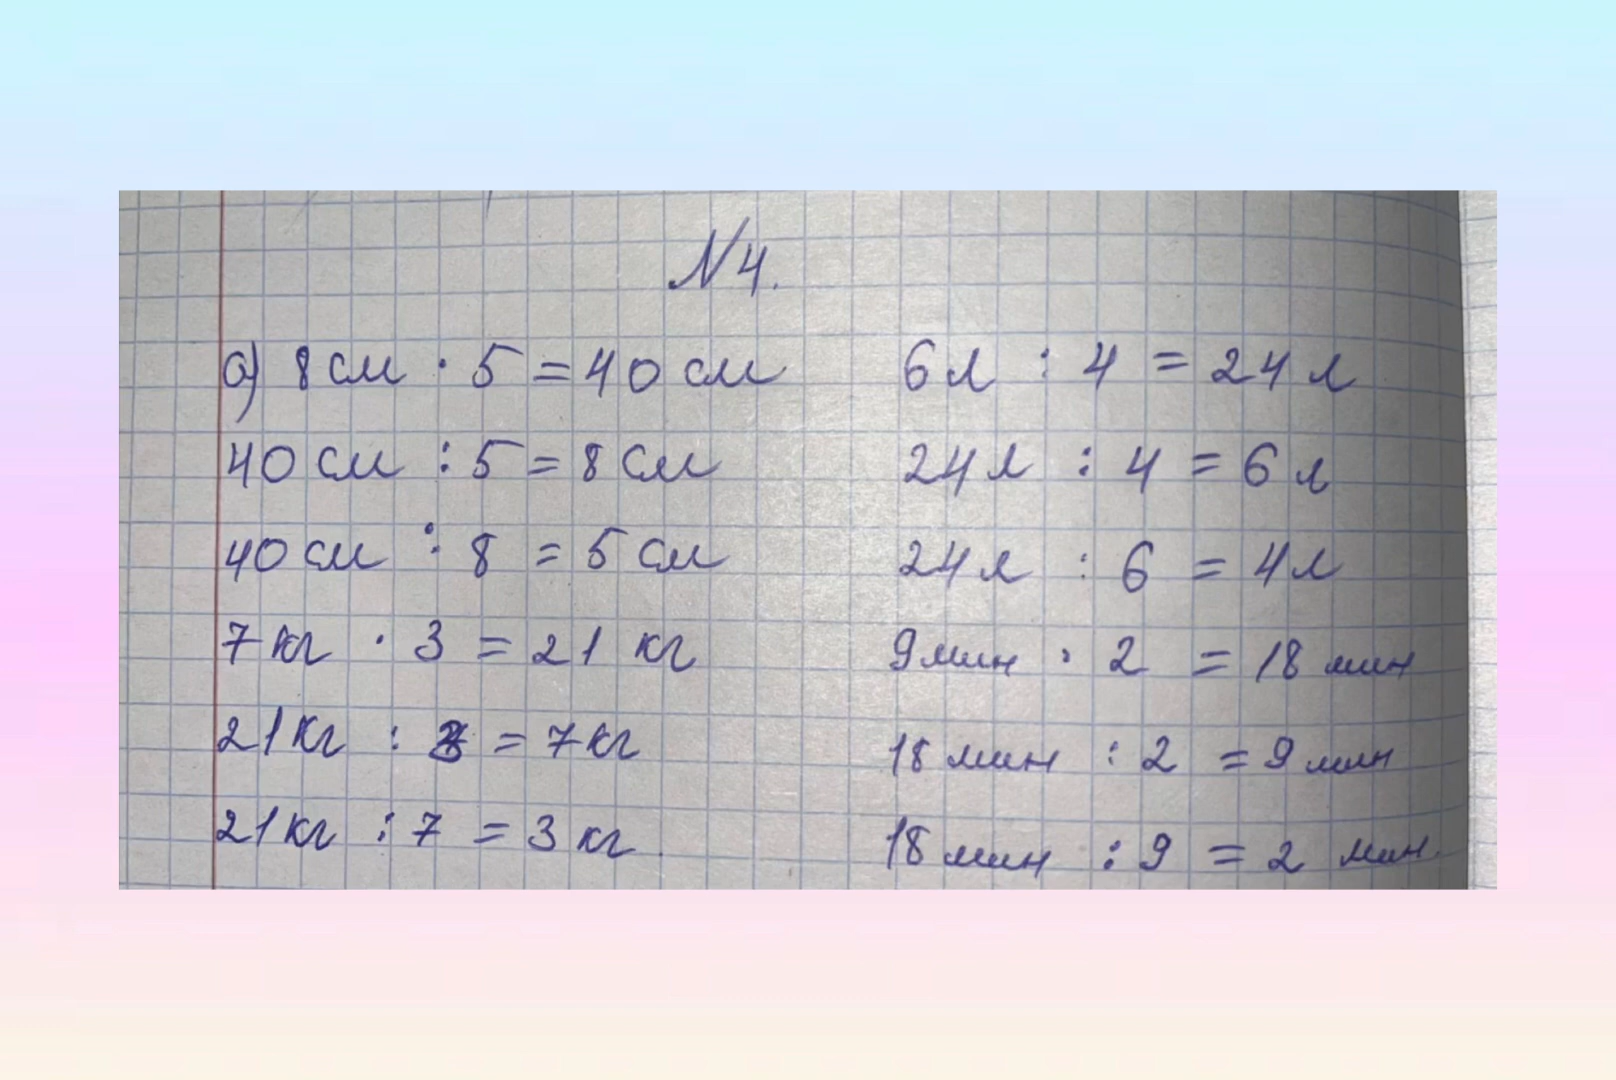 №4.
а) 8 см · 5 = 40 см
40 см : 5 = 8 см
40 см : 8 = 5 см
7 кг · 3 = 21 кг
21 кг : 3 = 7 кг
21 кг : 7 = 3 кг
6 л : 4 = 24 л
24 л : 4 = 6 л
24 л : 6 = 4 л
9 мин · 2 = 18 мин
18 мин : 2 = 9 мин
18 мин : 9 = 2 мин.